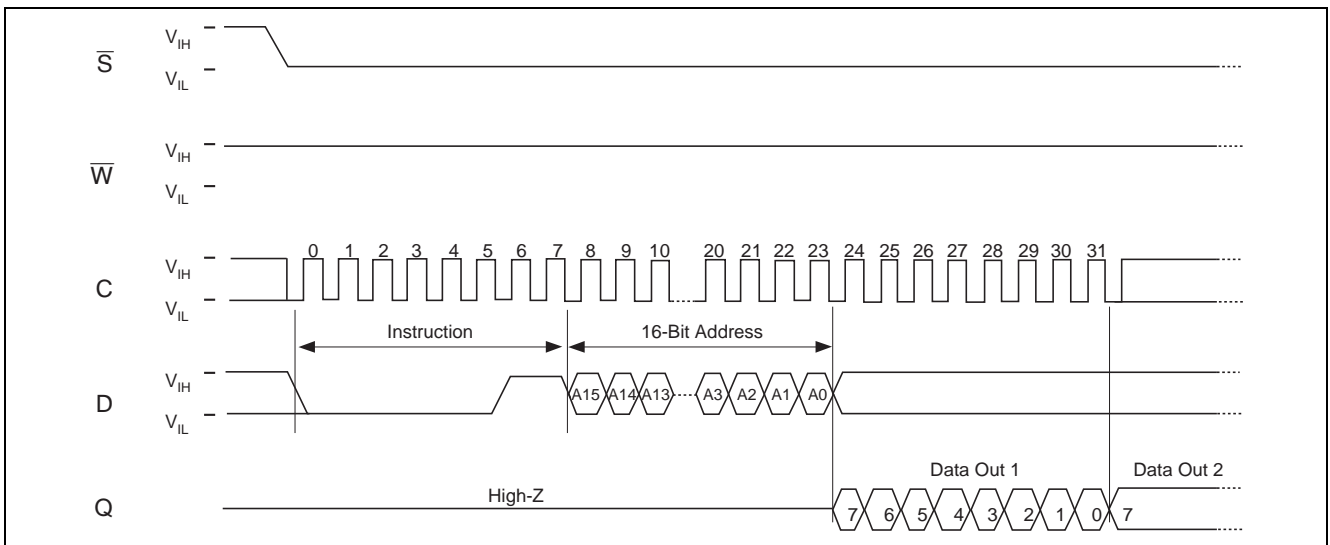 S̅
V_IH
V_IL
W̅
V_IH
V_IL
C
V_IH
V_IL
0 1 2 3 4 5 6 7 8 9 10 20 21 22 23 24 25 26 27 28 29 30 31
Instruction
16-Bit Address
D
V_IH
V_IL
A15 A14 A13 A3 A2 A1 A0
Data Out 1
Data Out 2
Q
High-Z
7 6 5 4 3 2 1 0 7